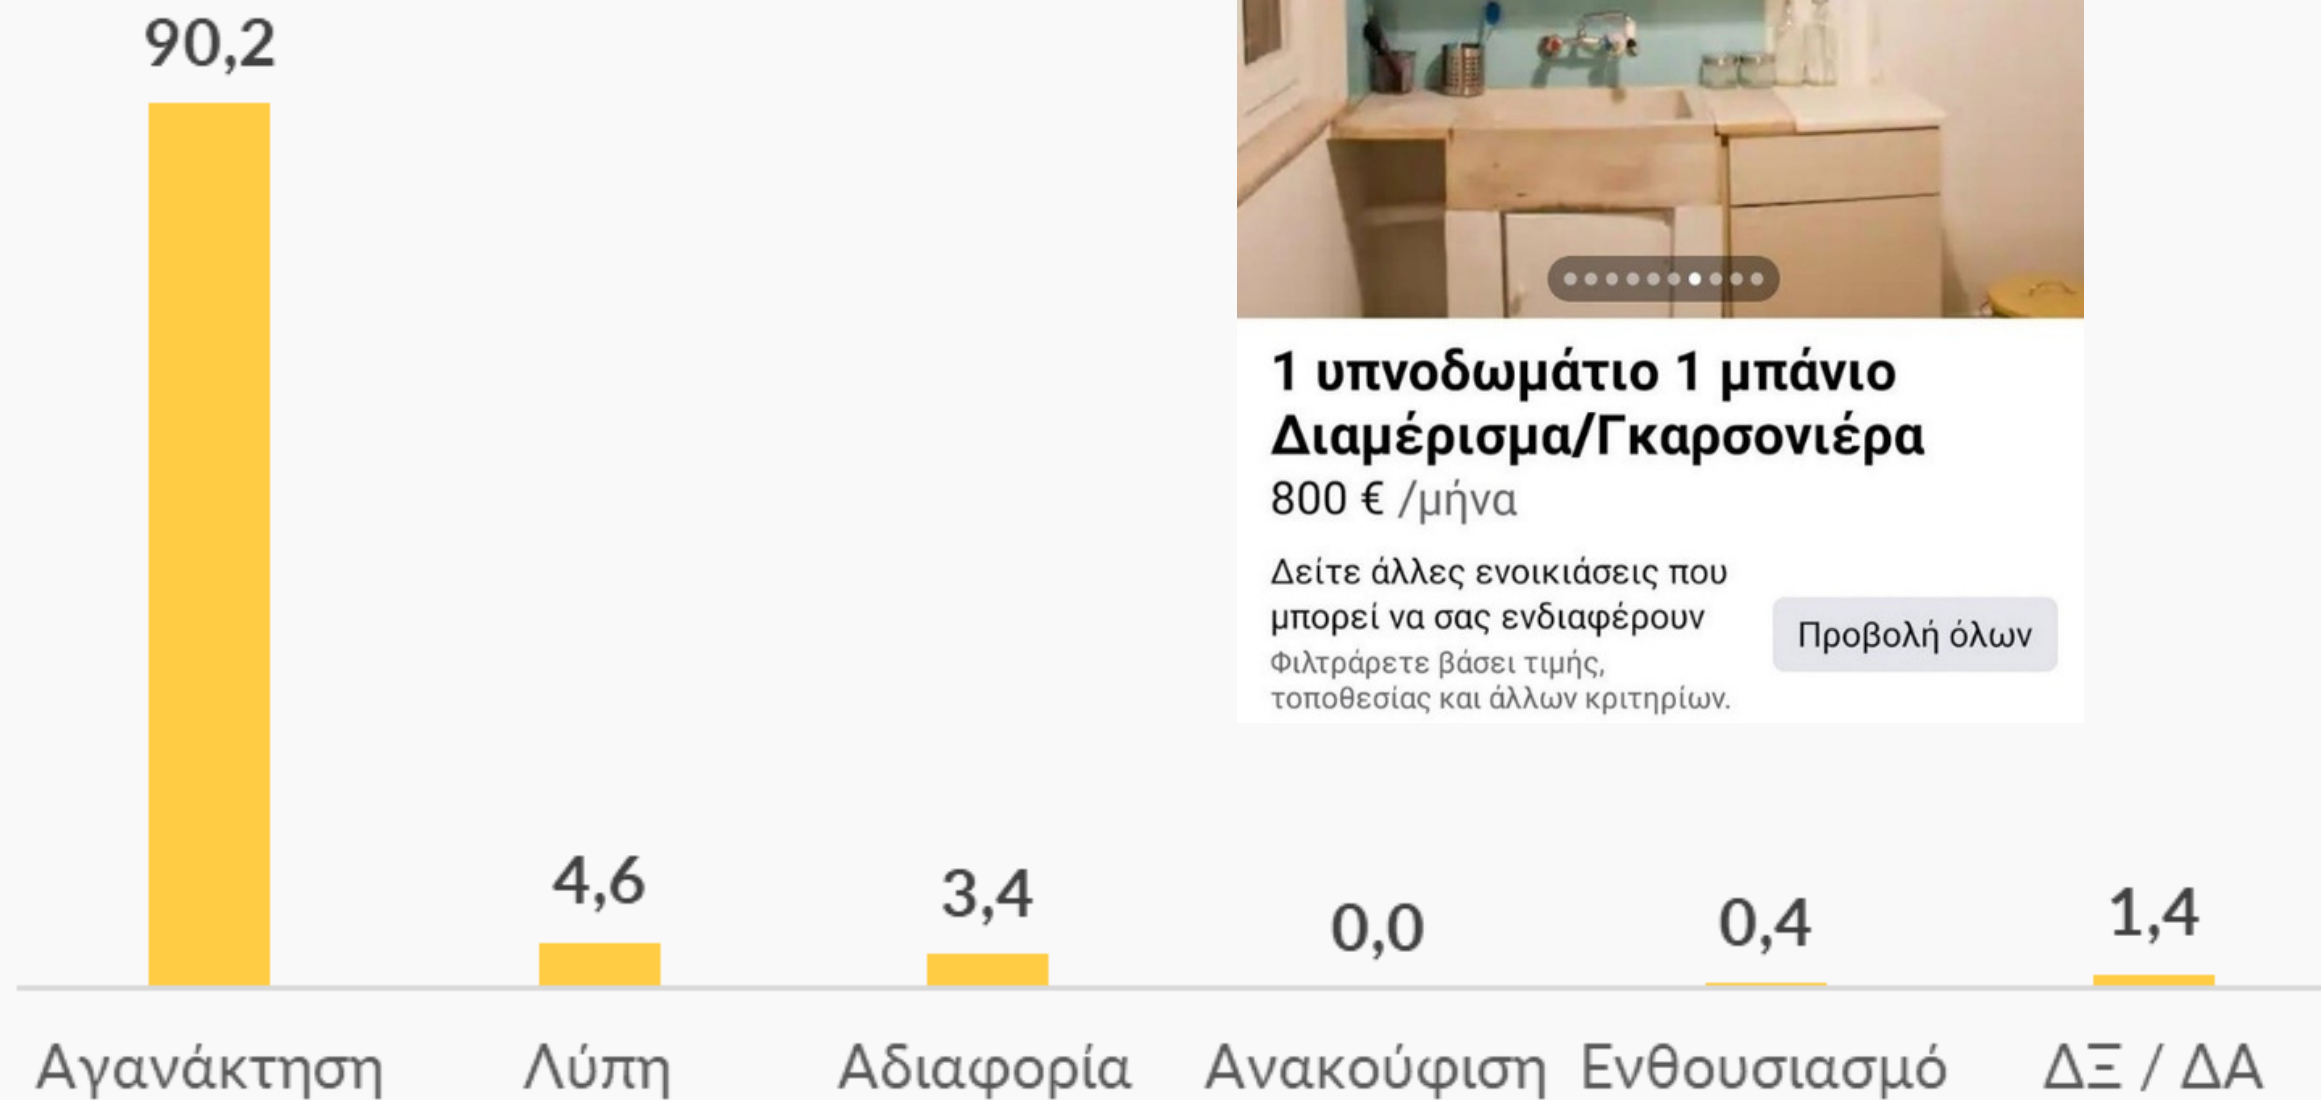 90,2
4,6
3,4
0,0
0,4
1,4
Αγανάκτηση
Λύπη
Αδιαφορία
Ανακούφιση
Ενθουσιασμό
ΔΞ / ΔΑ
1 υπνοδωμάτιο 1 μπάνιο
Διαμέρισμα/Γκαρσονιέρα
800 € /μήνα
Δείτε άλλες ενοικιάσεις που
μπορεί να σας ενδιαφέρουν
Φιλτράρετε βάσει τιμής,
τοποθεσίας και άλλων κριτηρίων.
Προβολή όλων